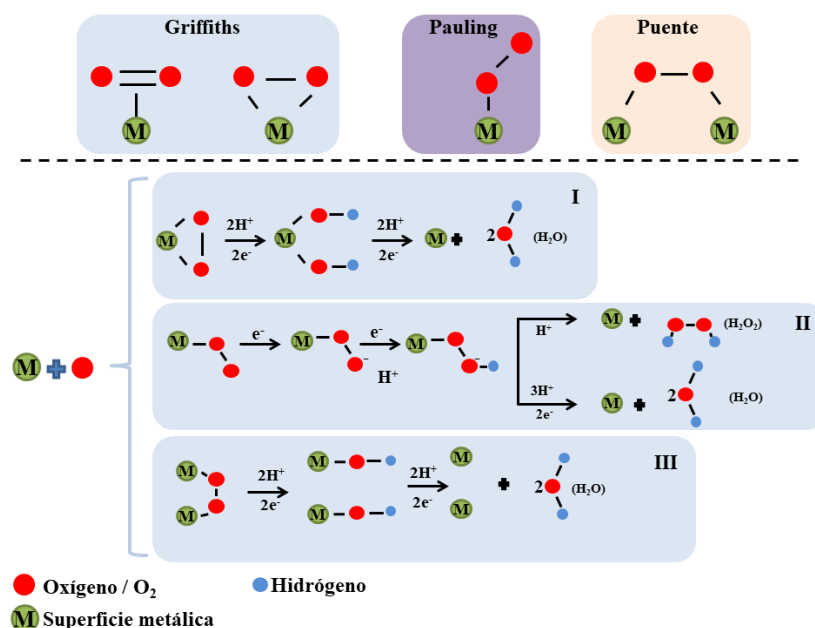 Griffiths
Pauling
Puente
M
M
M
M
M
I
M
2H⁺
2e⁻
M
2H⁺
2e⁻
M
2
(H₂O)
II
M
e⁻
M
-
H⁺
e⁻
M
-
H⁺
M
(H₂O₂)
3H⁺
2e⁻
M
2
(H₂O)
M
III
M
M
2H⁺
2e⁻
M
M
2H⁺
2e⁻
M
M
2
(H₂O)
Oxígeno / O₂
Hidrógeno
M
Superficie metálica